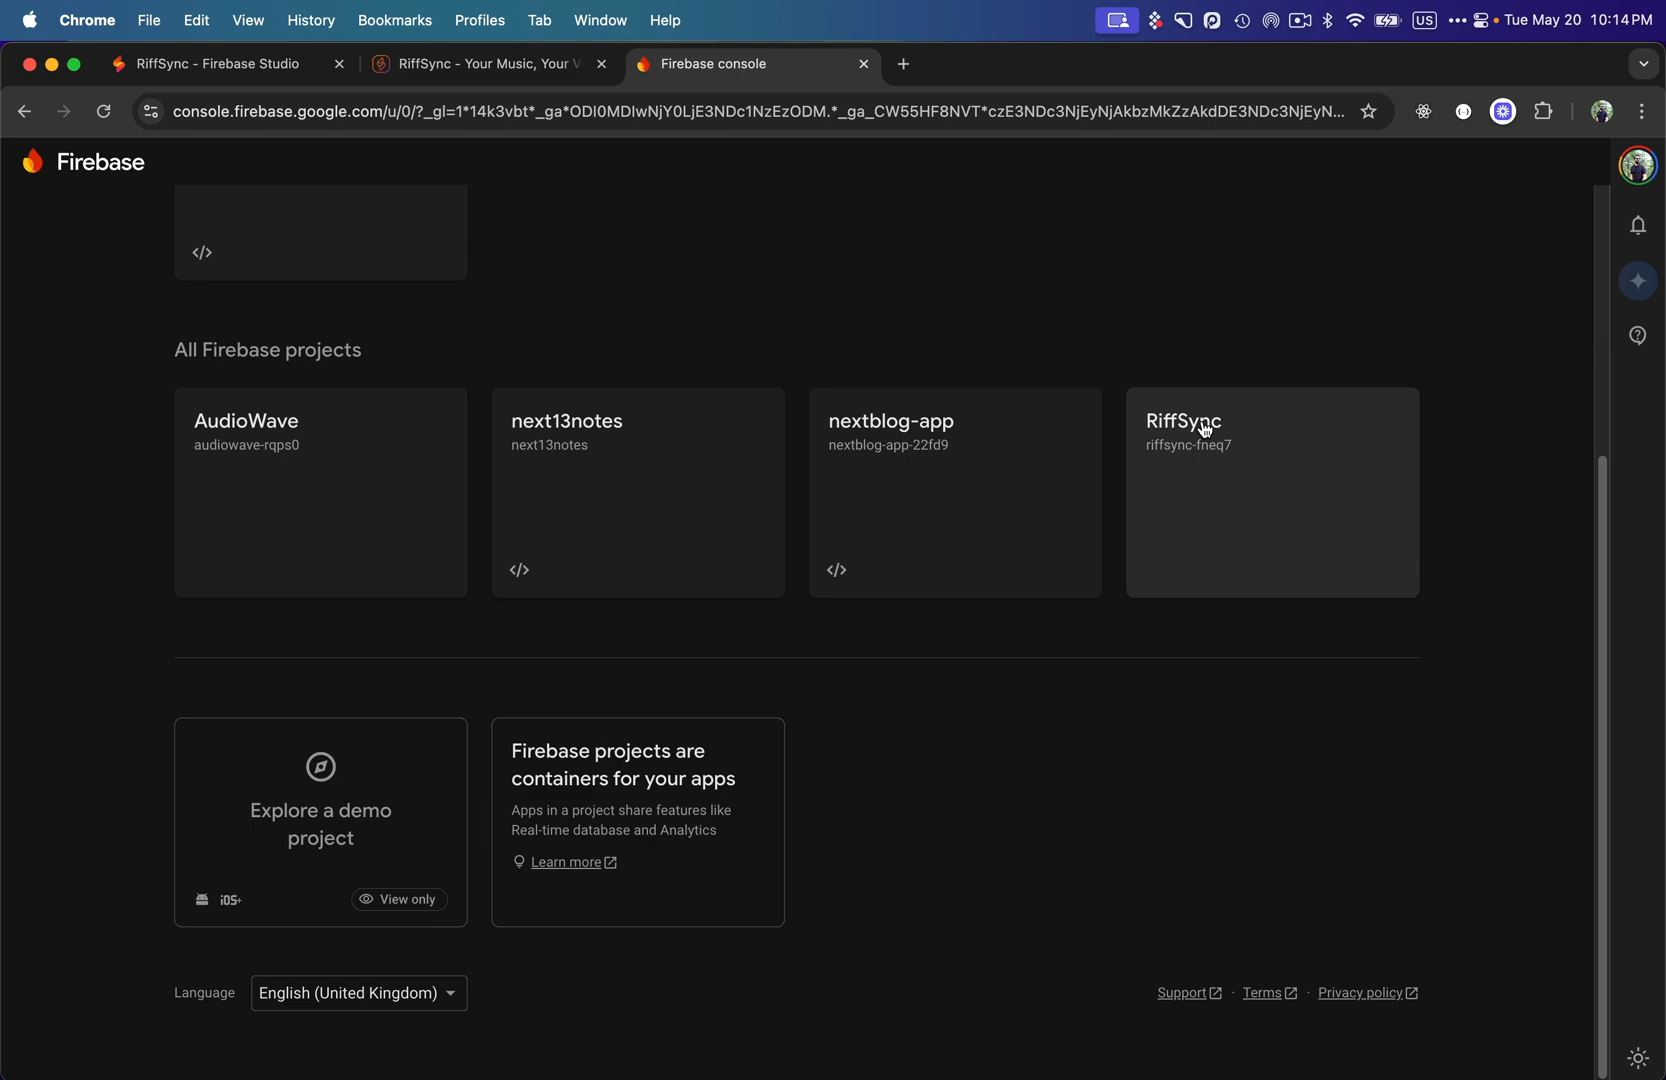 Chrome File Edit View History Bookmarks Profiles Tab Window Help US Tue May 20 10:14 PM
RiffSync - Firebase Studio RiffSync - Your Music, Your V Firebase console
console.firebase.google.com/u/0/?_gl=1*14k3vbt*_ga*ODI0MDIwNjY0LjE3NDc1NzEzODM.*_ga_CW55HF8NVT*czE3NDc3NjEyNjAkbzMkZzAkdDE3NDc3NjEyN...
Firebase
All Firebase projects
AudioWave
audiowave-rqps0
next13notes
next13notes
nextblog-app
nextblog-app-22fd9
RiffSync
riffsync-fneq7
Explore a demo
project
iOS+ View only
Firebase projects are
containers for your apps
Apps in a project share features like
Real-time database and Analytics
Learn more
Language English (United Kingdom)
Support · Terms · Privacy policy